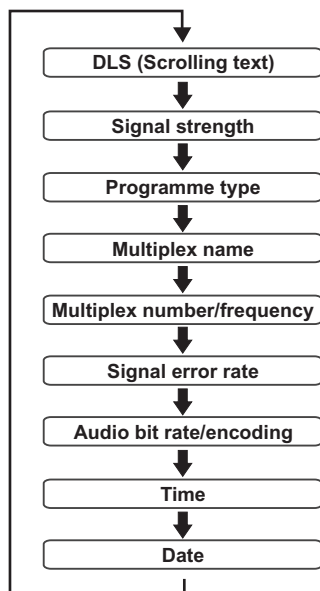 DLS (Scrolling text)
Signal strength
Programme type
Multiplex name
Multiplex number/frequency
Signal error rate
Audio bit rate/encoding
Time
Date